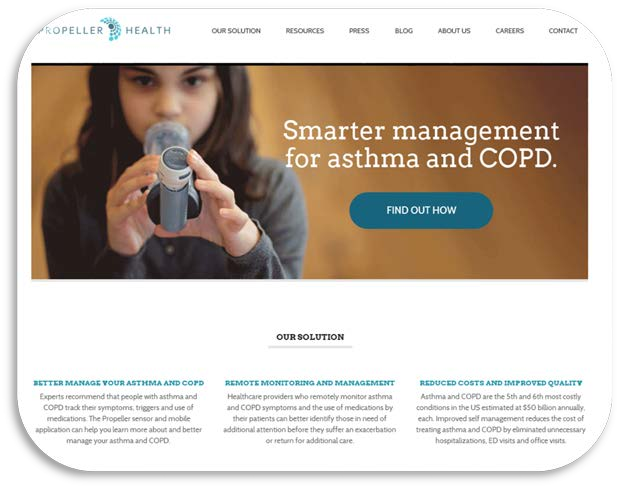 PROPELLER HEALTH
OUR SOLUTION RESOURCES PRESS BLOG ABOUT US CAREERS CONTACT
Smarter management
for asthma and COPD.
FIND OUT HOW
OUR SOLUTION
BETTER MANAGE YOUR ASTHMA AND COPD
Experts recommend that people with asthma and
COPD track their symptoms, triggers and use of
medications. The Propeller sensor and mobile
application can help you learn more about and better
manage your asthma and COPD.
REMOTE MONITORING AND MANAGEMENT
Healthcare providers who remotely monitor asthma
and COPD symptoms and the use of medications by
their patients can better identify those in need of
additional attention before they suffer an exacerbation
or return for additional care.
REDUCED COSTS AND IMPROVED QUALITY
Asthma and COPD are the 5th and 6th most costly
conditions in the US estimated at $50 billion annually,
each. Improved self management reduces the cost of
treating asthma and COPD by eliminated unnecessary
hospitalizations, ED visits and office visits.